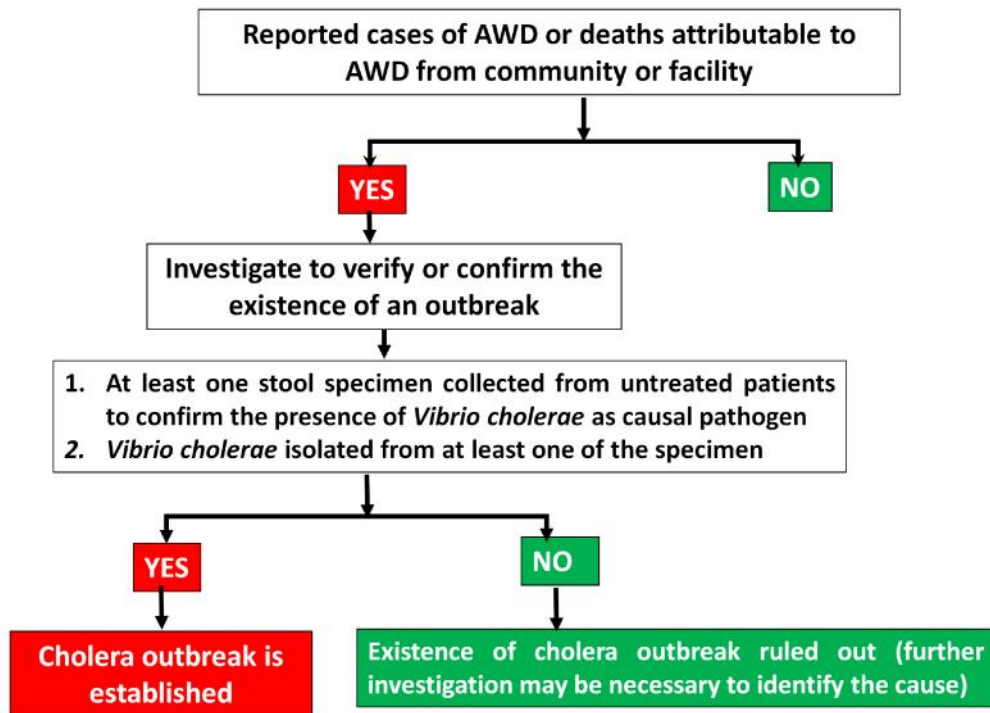 Reported cases of AWD or deaths attributable to
AWD from community or facility
YES
NO
Investigate to verify or confirm the
existence of an outbreak
1. At least one stool specimen collected from untreated patients
to confirm the presence of Vibrio cholerae as causal pathogen
2. Vibrio cholerae isolated from at least one of the specimen
YES
NO
Cholera outbreak is
established
Existence of cholera outbreak ruled out (further
investigation may be necessary to identify the cause)